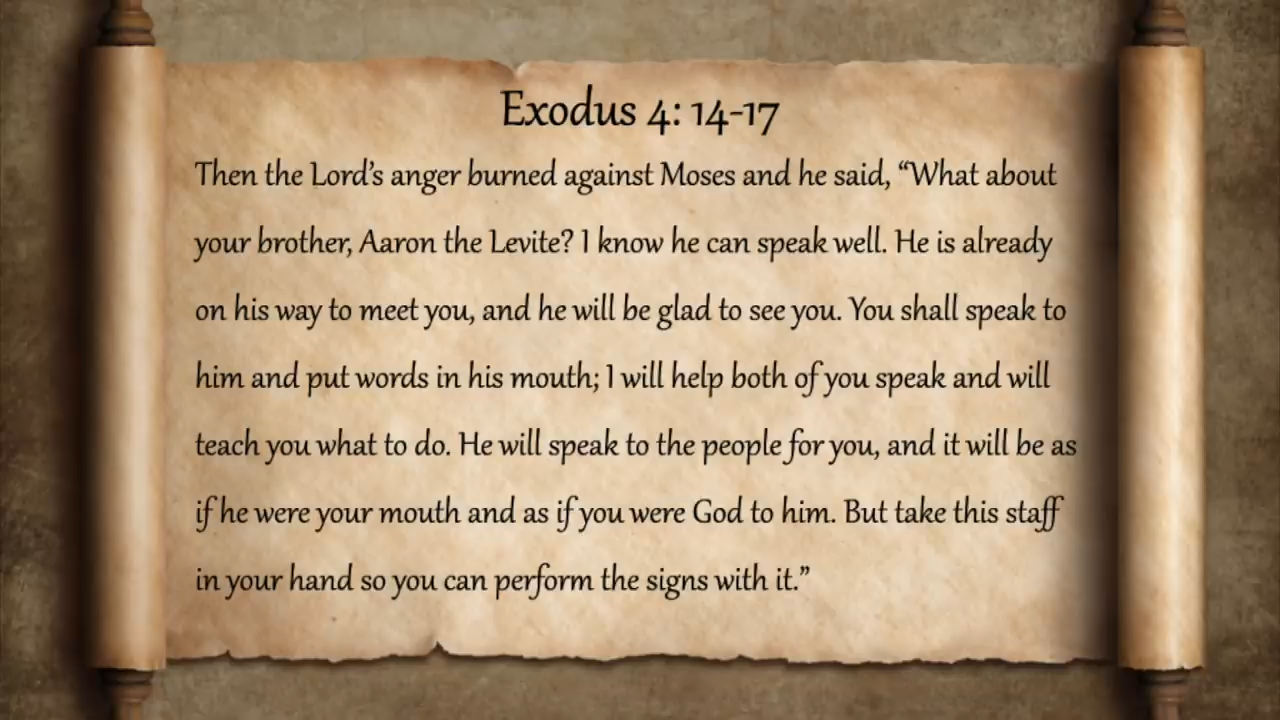 Exodus 4: 14-17
Then the Lord’s anger burned against Moses and he said, “What about
your brother, Aaron the Levite? I know he can speak well. He is already
on his way to meet you, and he will be glad to see you. You shall speak to
him and put words in his mouth; I will help both of you speak and will
teach you what to do. He will speak to the people for you, and it will be as
if he were your mouth and as if you were God to him. But take this staff
in your hand so you can perform the signs with it.”